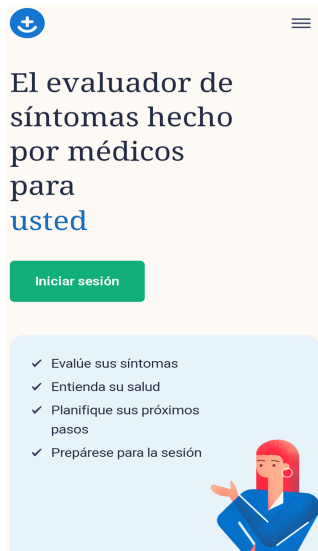 El evaluador de
síntomas hecho
por médicos
para
usted
Iniciar sesión
Evalúe sus síntomas
Entienda su salud
Planifique sus próximos
pasos
Prepárese para la sesión